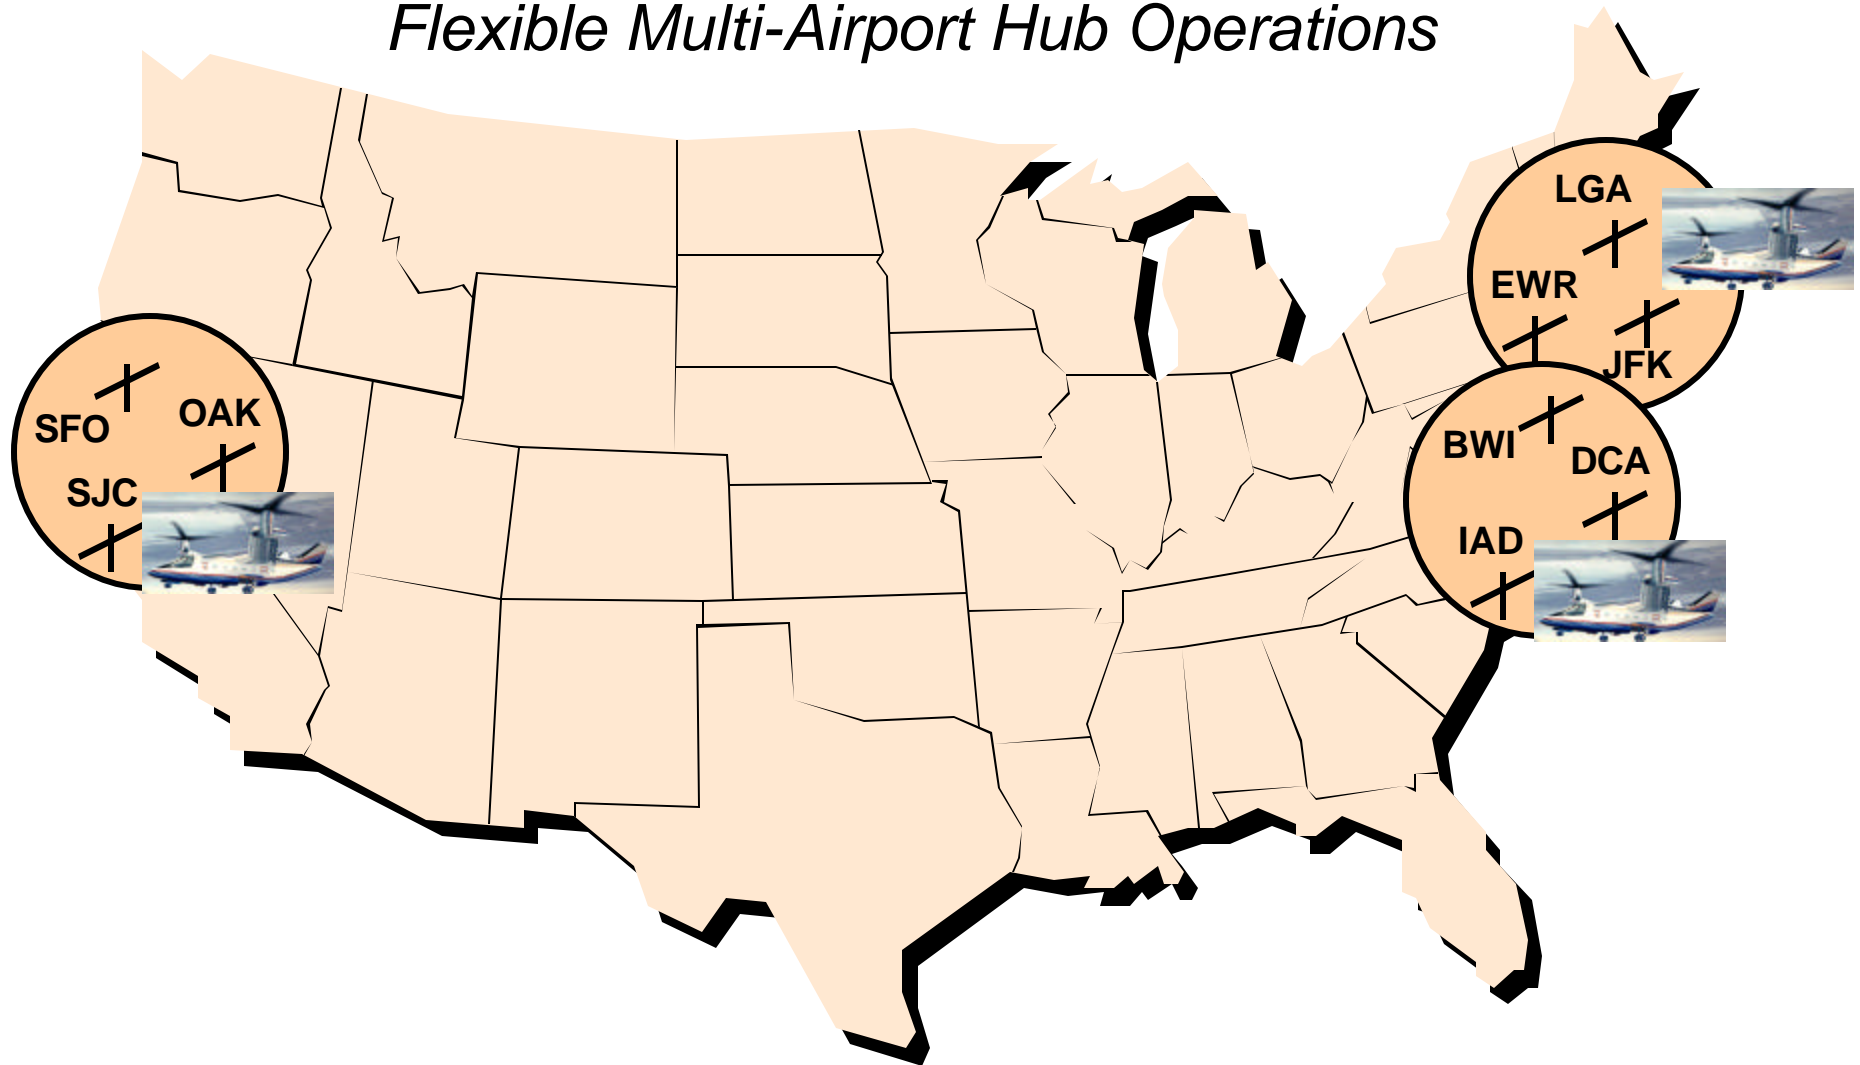 Flexible Multi-Airport Hub Operations
LGA
EWR
JFK
SFO
OAK
SJC
BWI
DCA
IAD